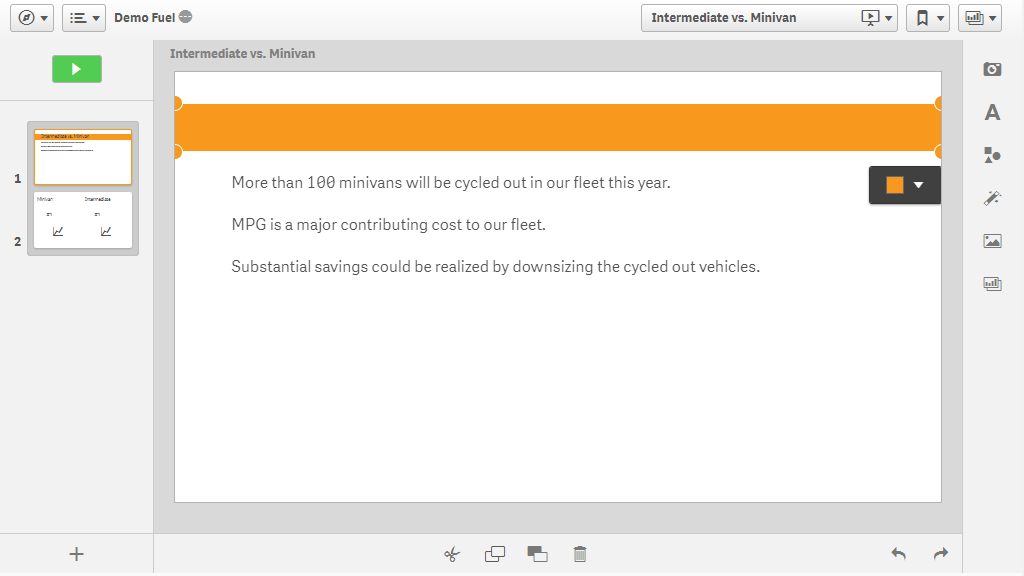 Demo Fuel
Intermediate vs. Minivan
Intermediate vs. Minivan
1
Intermediate vs. Minivan
2
Minivan
Intermediate
More than 100 minivans will be cycled out in our fleet this year.
MPG is a major contributing cost to our fleet.
Substantial savings could be realized by downsizing the cycled out vehicles.
A